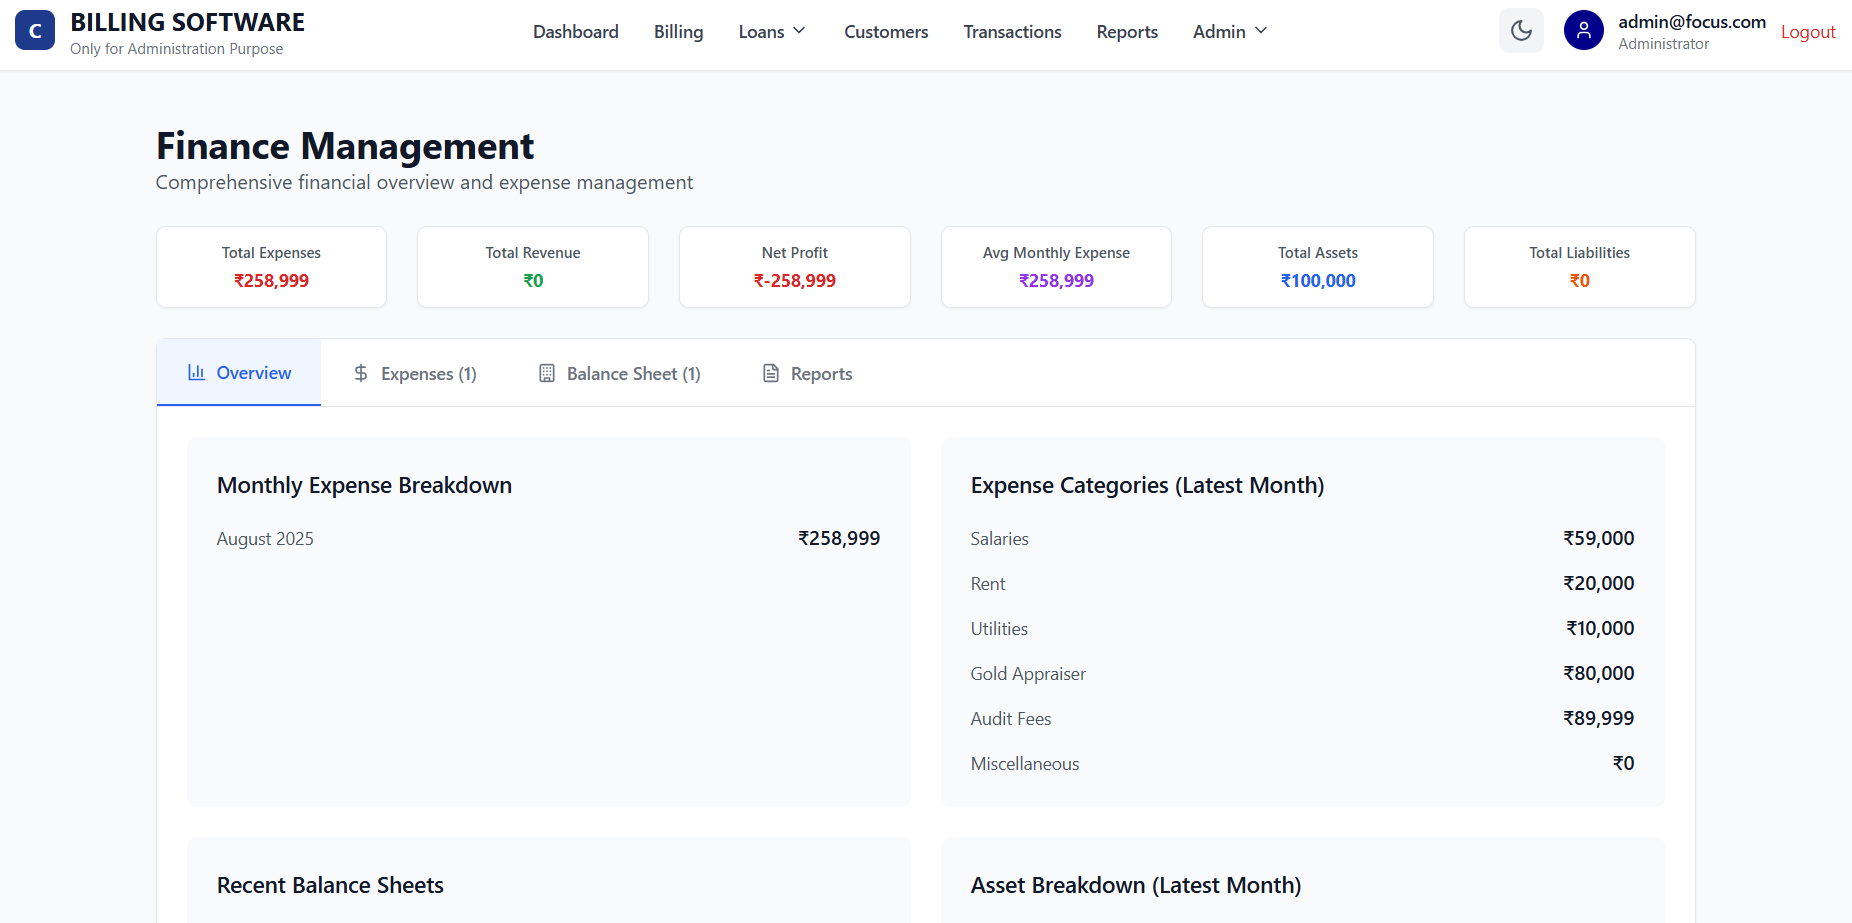 C
BILLING SOFTWARE
Only for Administration Purpose
Dashboard
Billing
Loans
Customers
Transactions
Reports
Admin
admin@focus.com
Administrator
Logout
Finance Management
Comprehensive financial overview and expense management
Total Expenses
₹258,999
Total Revenue
₹0
Net Profit
₹-258,999
Avg Monthly Expense
₹258,999
Total Assets
₹100,000
Total Liabilities
₹0
Overview
Expenses (1)
Balance Sheet (1)
Reports
Monthly Expense Breakdown
August 2025 ₹258,999
Expense Categories (Latest Month)
Salaries ₹59,000
Rent ₹20,000
Utilities ₹10,000
Gold Appraiser ₹80,000
Audit Fees ₹89,999
Miscellaneous ₹0
Recent Balance Sheets
Asset Breakdown (Latest Month)